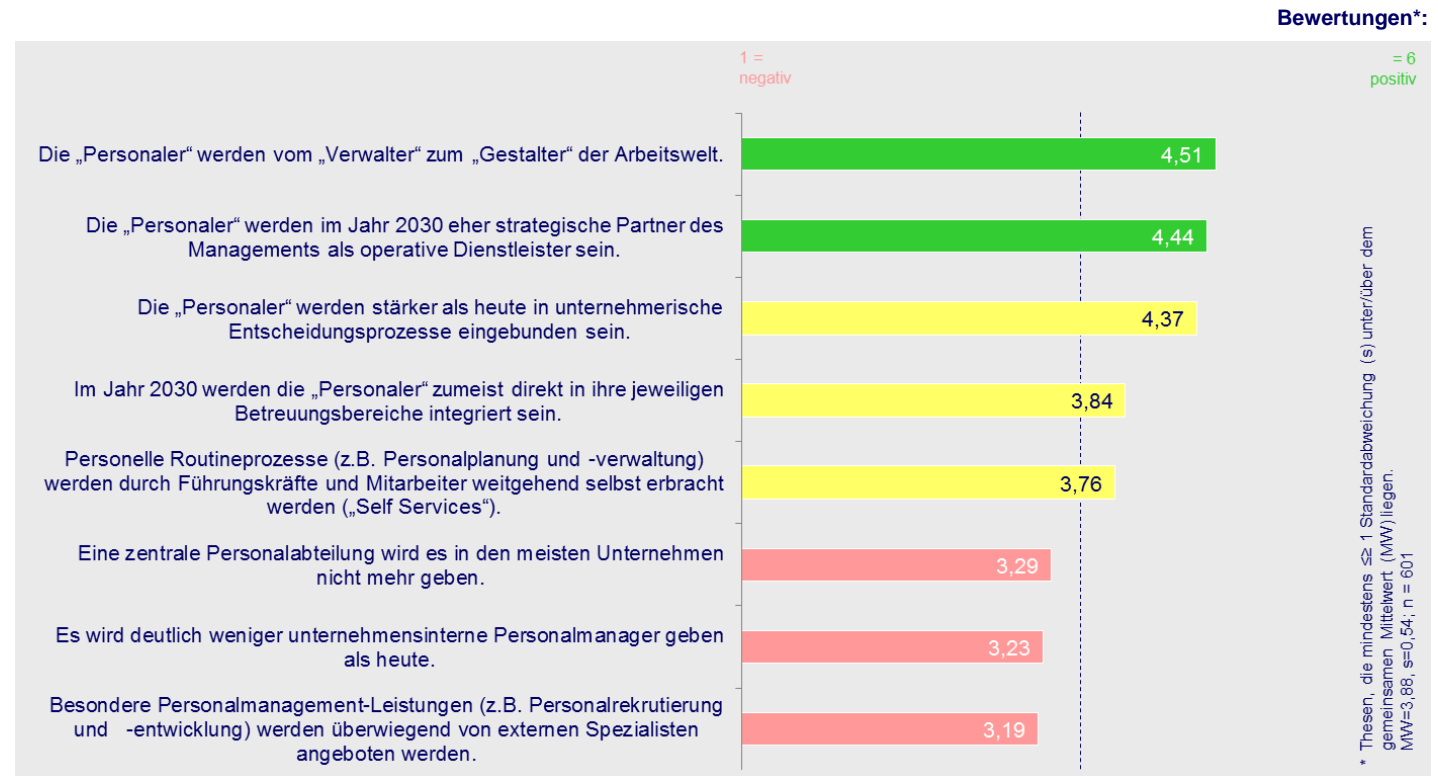 Bewertungen*:
1 =
negativ
= 6
positiv
Die „Personaler“ werden vom „Verwalter“ zum „Gestalter“ der Arbeitswelt.
4,51
Die „Personaler“ werden im Jahr 2030 eher strategische Partner des
Managements als operative Dienstleister sein.
4,44
Die „Personaler“ werden stärker als heute in unternehmerische
Entscheidungsprozesse eingebunden sein.
4,37
Im Jahr 2030 werden die „Personaler“ zumeist direkt in ihre jeweiligen
Betreuungsbereiche integriert sein.
3,84
Personelle Routineprozesse (z.B. Personalplanung und -verwaltung)
werden durch Führungskräfte und Mitarbeiter weitgehend selbst erbracht
werden („Self Services“).
3,76
Eine zentrale Personalabteilung wird es in den meisten Unternehmen
nicht mehr geben.
3,29
Es wird deutlich weniger unternehmensinterne Personalmanager geben
als heute.
3,23
Besondere Personalmanagement-Leistungen (z.B. Personalrekrutierung
und -entwicklung) werden überwiegend von externen Spezialisten
angeboten werden.
3,19
* Thesen, die mindestens ≤≥ 1 Standardabweichung (s) unter/über dem
gemeinsamen Mittelwert (MW) liegen.
MW=3,88, s=0,54; n = 601